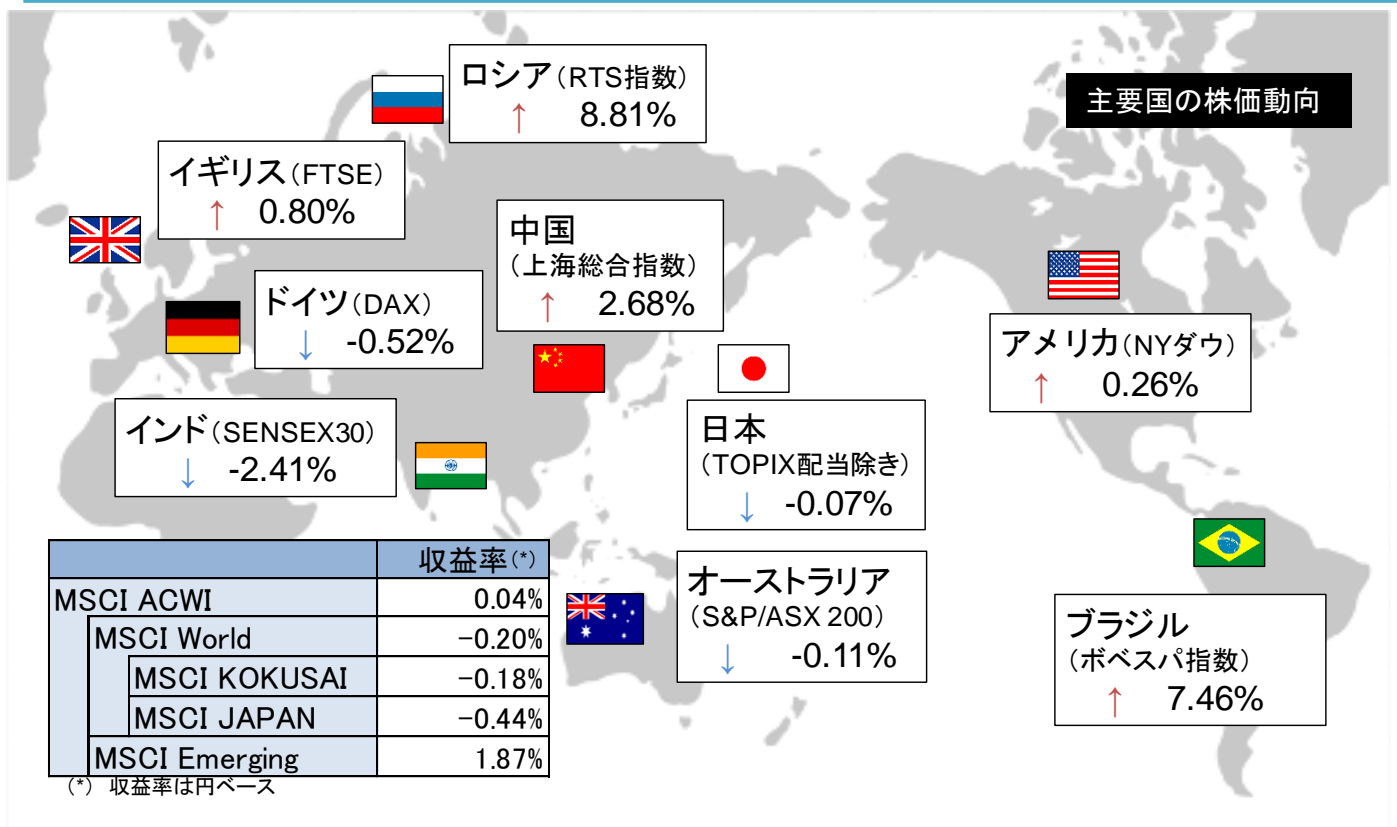 主要国の株価動向
ロシア(RTS指数)
↑ 8.81%
イギリス(FTSE)
↑ 0.80%
中国
(上海総合指数)
↑ 2.68%
ドイツ(DAX)
↓ -0.52%
アメリカ(NYダウ)
↑ 0.26%
インド(SENSEX30)
↓ -2.41%
日本
(TOPIX配当除き)
↓ -0.07%
オーストラリア
(S&P/ASX 200)
↓ -0.11%
ブラジル
(ボベスパ指数)
↑ 7.46%
収益率(*)
MSCI ACWI 0.04%
MSCI World −0.20%
MSCI KOKUSAI −0.18%
MSCI JAPAN −0.44%
MSCI Emerging 1.87%
(*) 収益率は円ベース